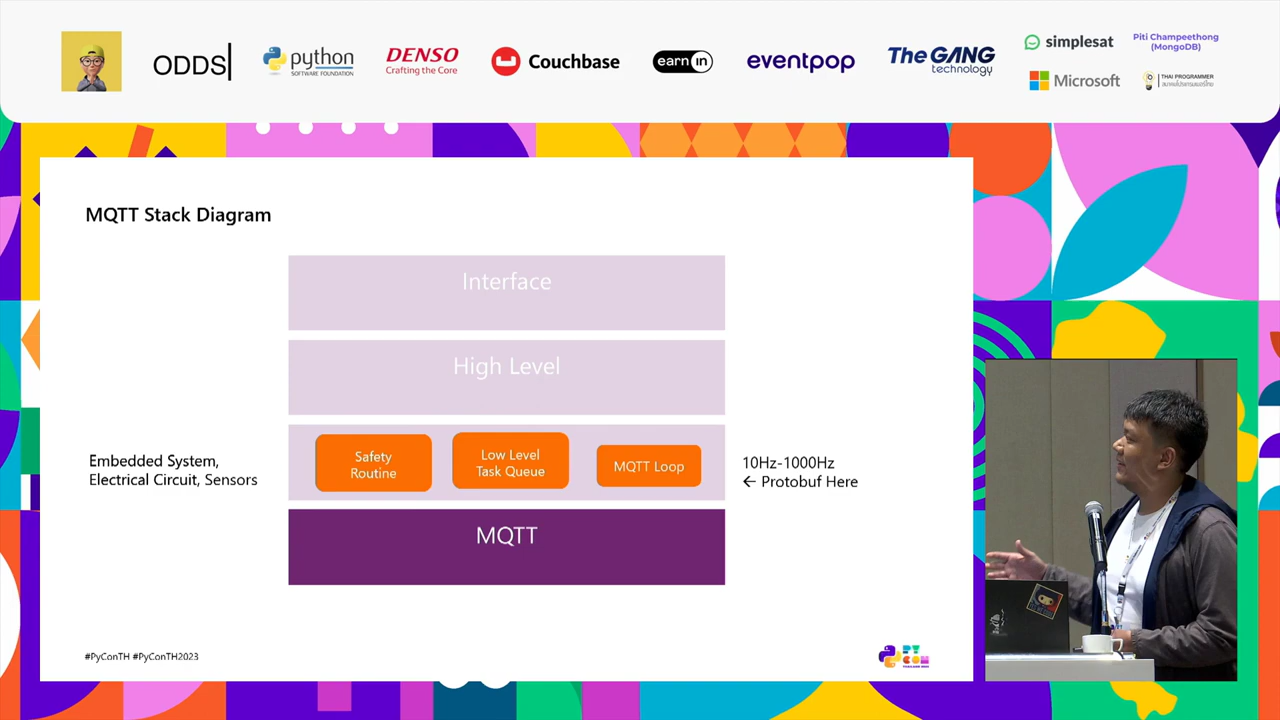 ODDS|
python
SOFTWARE FOUNDATION
DENSO
Crafting the Core
Couchbase
earn in
eventpop
The GANG
technology
simplesat
Microsoft
Piti Champeethong
(MongoDB)
THAI PROGRAMMER
สมาคมโปรแกรมเมอร์ไทย
MQTT Stack Diagram
Interface
High Level
Embedded System,
Electrical Circuit, Sensors
Safety
Routine
Low Level
Task Queue
MQTT Loop
10Hz-1000Hz
← Protobuf Here
MQTT
#PyConTH #PyConTH2023
PY
CON